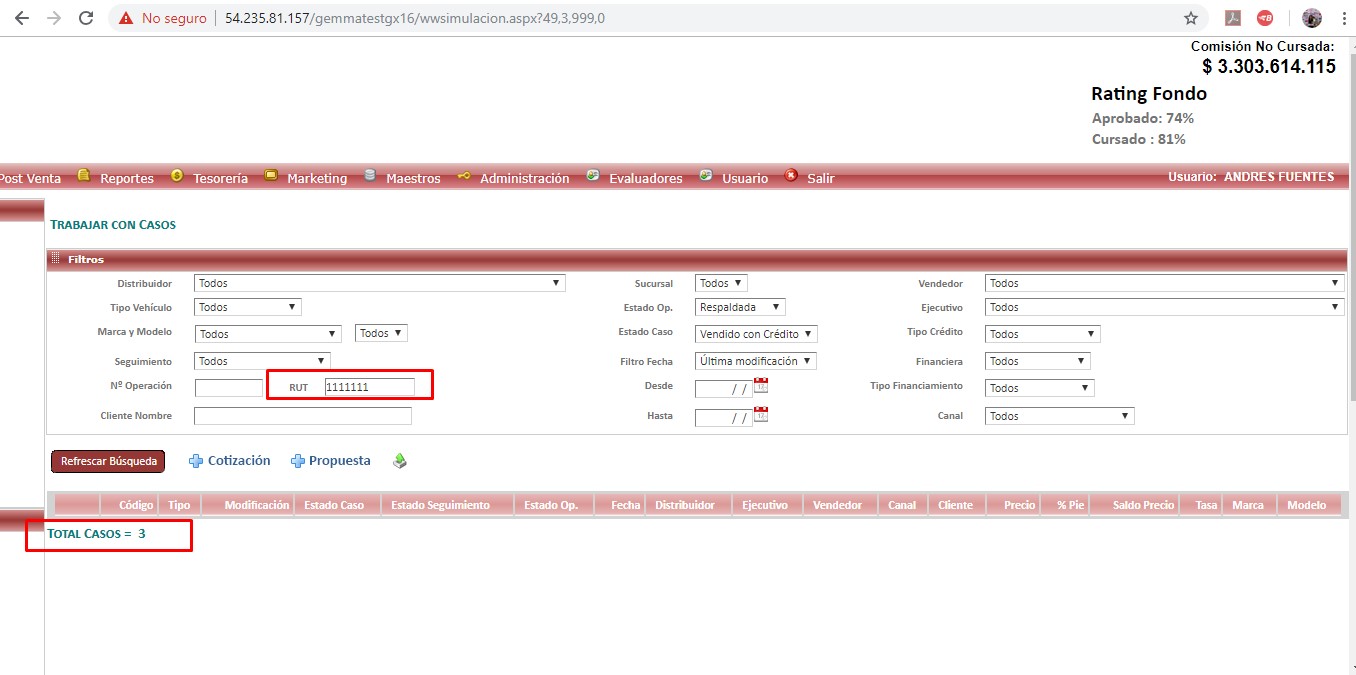 No seguro 54.235.81.157/gemmatestgx16/wwsimulacion.aspx?49,3,999,0
Comisión No Cursada:
$ 3.303.614.115
Rating Fondo
Aprobado: 74%
Cursado : 81%
Post Venta Reportes Tesorería Marketing Maestros Administración Evaluadores Usuario Salir Usuario: ANDRES FUENTES
TRABAJAR CON CASOS
Filtros
Distribuidor Todos Sucursal Todos Vendedor Todos
Tipo Vehículo Todos Estado Op. Respaldada Ejecutivo Todos
Marca y Modelo Todos Todos Estado Caso Vendido con Crédito Tipo Crédito Todos
Seguimiento Todos Filtro Fecha Última modificación Financiera Todos
Nº Operación RUT 1111111 Desde / / Tipo Financiamiento Todos
Cliente Nombre Hasta / / Canal Todos
Refrescar Búsqueda Cotización Propuesta
Código Tipo Modificación Estado Caso Estado Seguimiento Estado Op. Fecha Distribuidor Ejecutivo Vendedor Canal Cliente Precio % Pie Saldo Precio Tasa Marca Modelo
TOTAL CASOS = 3